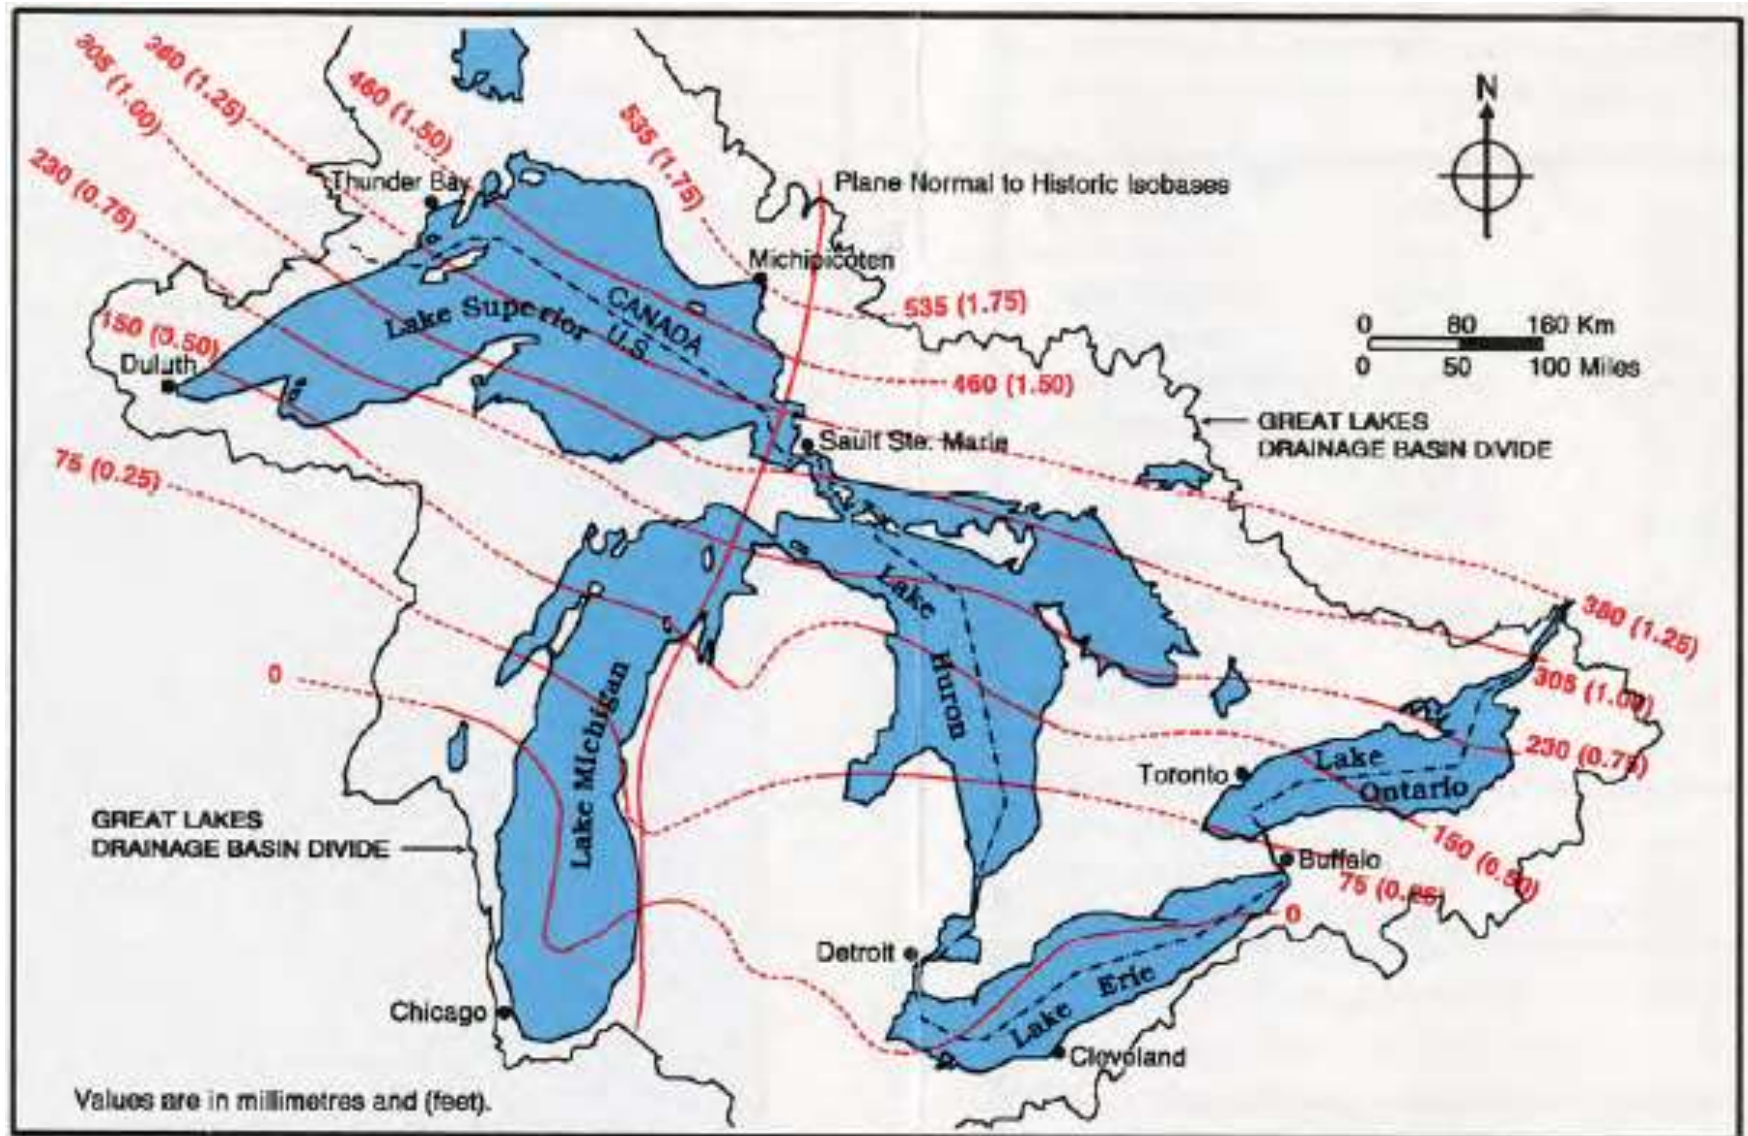 305 (1.00)
380 (1.25)
460 (1.50)
535 (1.75)
230 (0.75)
N
Thunder Bay
Plane Normal to Historic Isobases
Michipicoten
535 (1.75)
CANADA
U.S.
Lake Superior
150 (0.50)
Duluth
460 (1.50)
0 80 160 Km
0 50 100 Miles
GREAT LAKES
DRAINAGE BASIN DIVIDE
Sault Ste. Marie
75 (0.25)
Lake
Huron
380 (1.25)
305 (1.00)
0
Lake Michigan
230 (0.75)
Toronto
Lake
Ontario
GREAT LAKES
DRAINAGE BASIN DIVIDE
150 (0.50)
Buffalo
75 (0.25)
0
Detroit
Lake Erie
Chicago
Cleveland
Values are in millimetres and (feet).